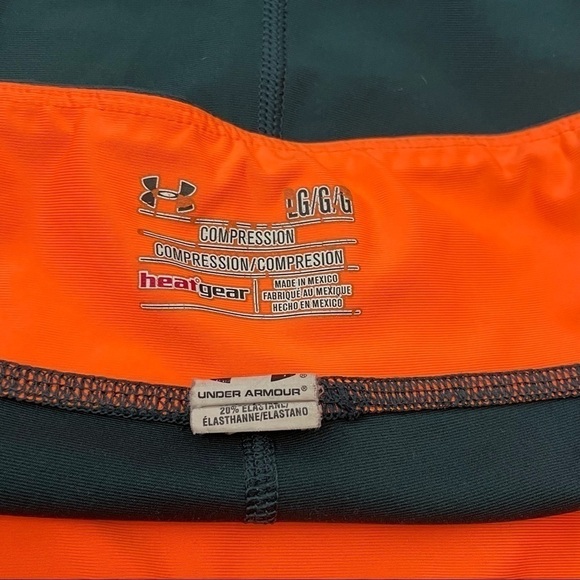 LG/G/G
COMPRESSION
COMPRESSION/COMPRESIÓN
heatgear
MADE IN MEXICO
FABRIQUÉ AU MEXIQUE
HECHO EN MEXICO
UNDER ARMOUR®
20% ELASTANE/
ÉLASTHANNE/ELASTANO